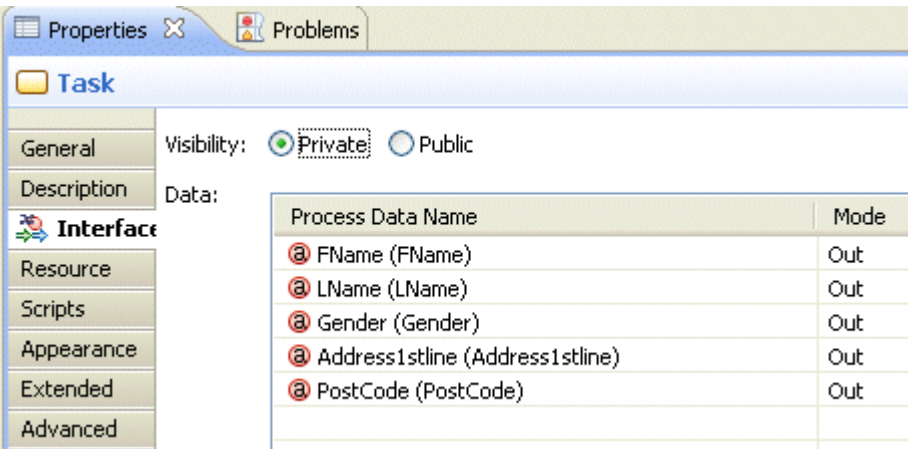 Properties Problems
Task
General
Description
Interface
Resource
Scripts
Appearance
Extended
Advanced
Visibility: Private Public
Data:
Process Data Name Mode
FName (FName) Out
LName (LName) Out
Gender (Gender) Out
Address1stline (Address1stline) Out
PostCode (PostCode) Out